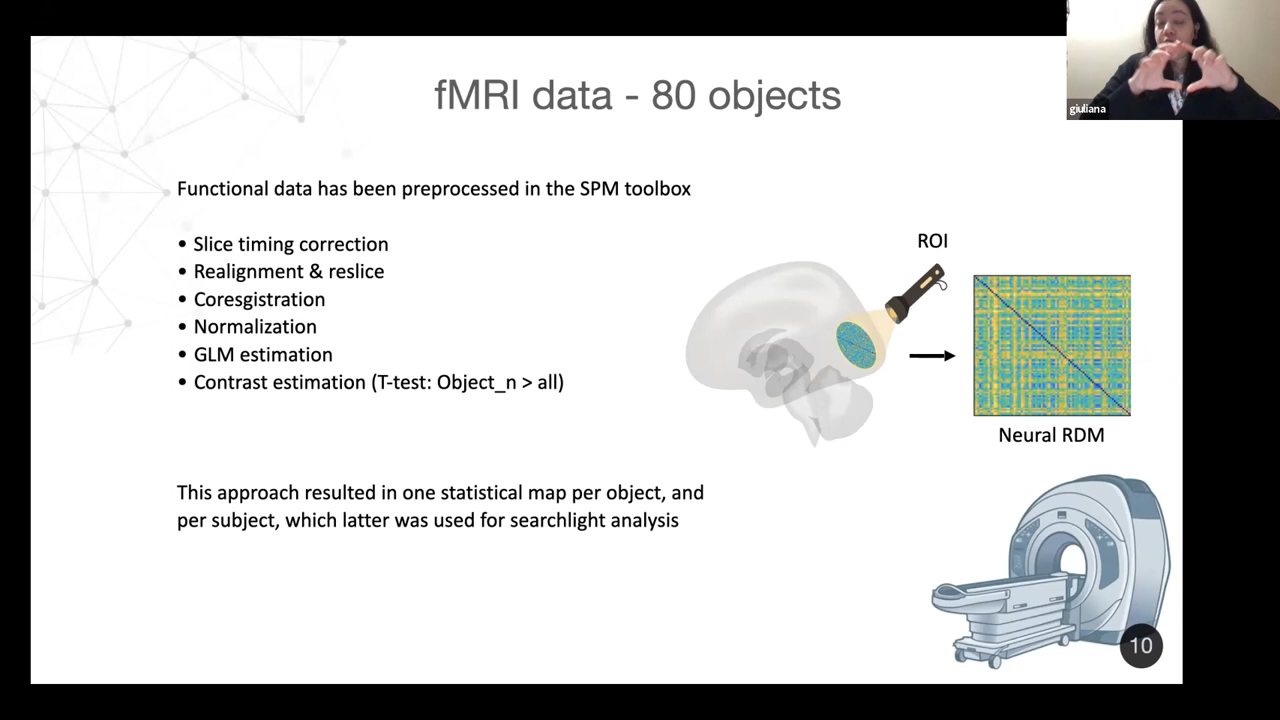 fMRI data - 80 objects
giuliana
Functional data has been preprocessed in the SPM toolbox
• Slice timing correction
• Realignment & reslice
• Coresgistration
• Normalization
• GLM estimation
• Contrast estimation (T-test: Object_n > all)
ROI
Neural RDM
This approach resulted in one statistical map per object, and
per subject, which latter was used for searchlight analysis
10